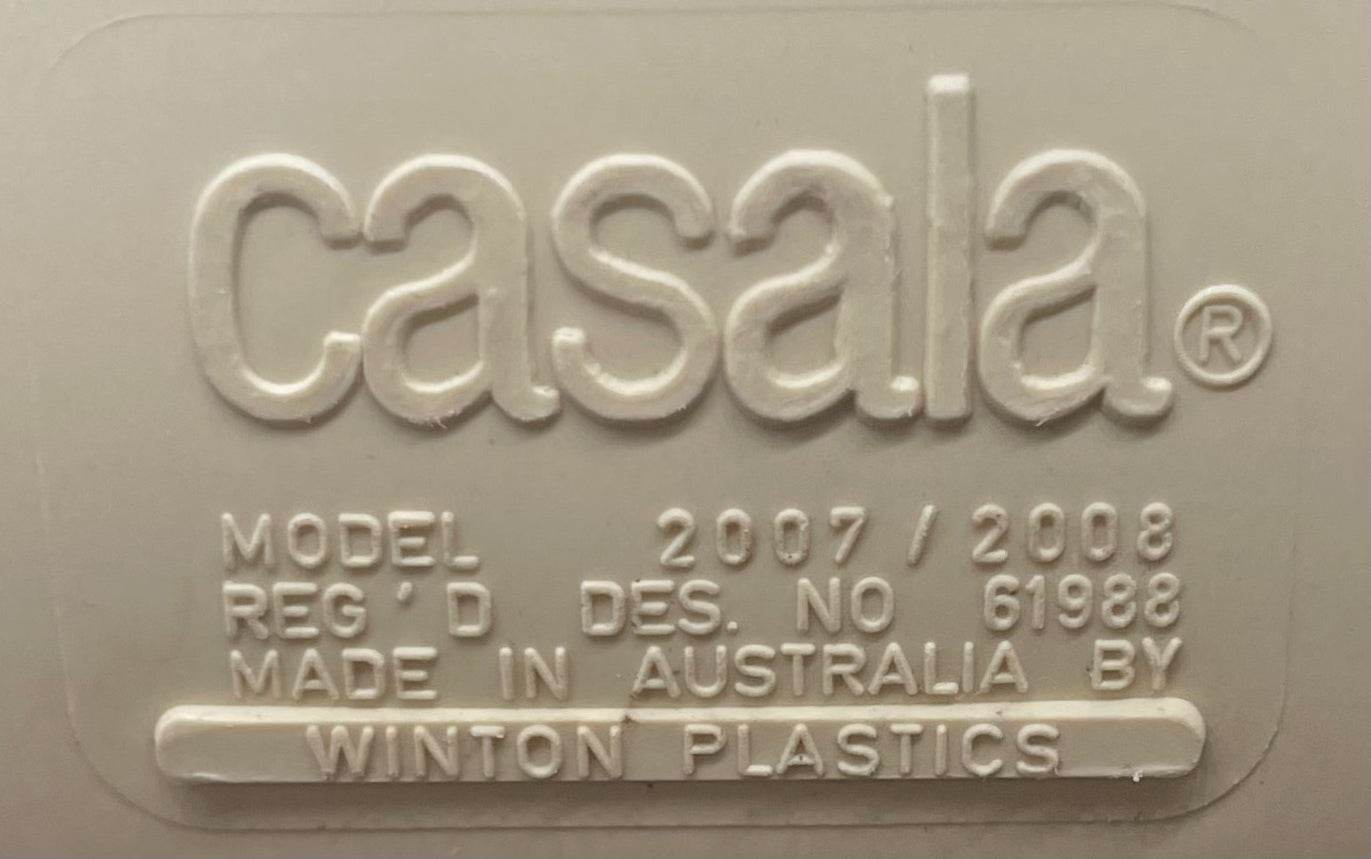 casala®
MODEL 2007/2008
REG'D DES. NO 61988
MADE IN AUSTRALIA BY
WINTON PLASTICS